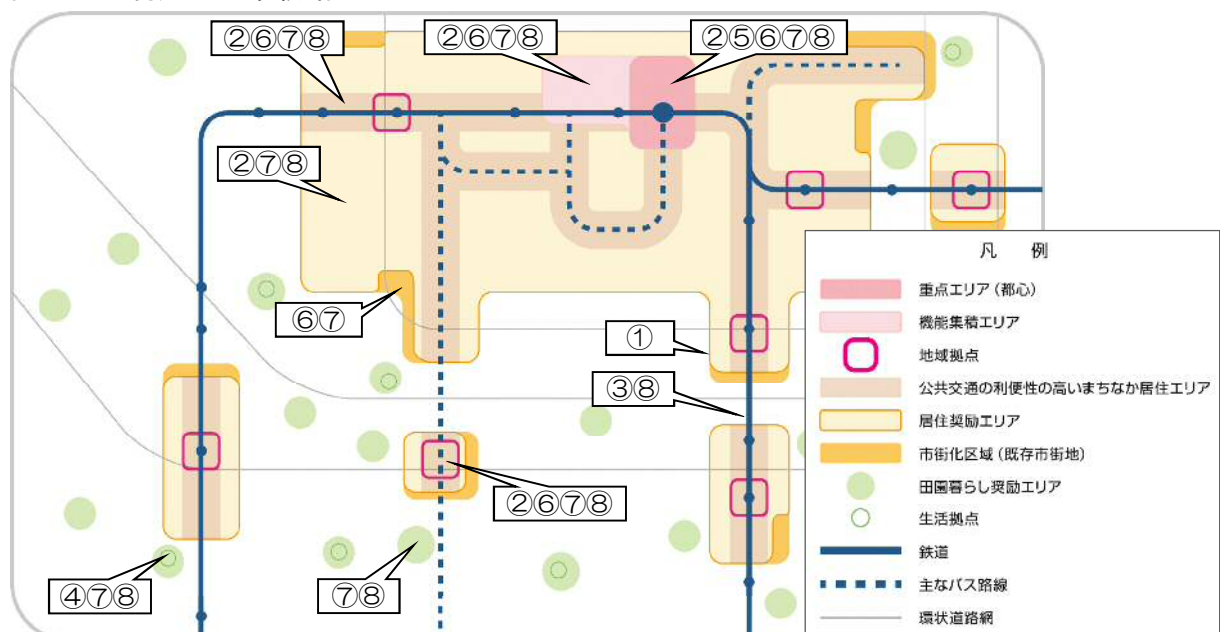 ②⑥⑦⑧
②⑥⑦⑧
②⑤⑥⑦⑧
②⑦⑧
⑥⑦
①
③⑧
②⑥⑦⑧
④⑦⑧
⑦⑧
凡 例
重点エリア(都心)
機能集積エリア
地域拠点
公共交通の利便性の高いまちなか居住エリア
居住奨励エリア
市街化区域(既存市街地)
田園暮らし奨励エリア
生活拠点
鉄道
主なバス路線
環状道路網